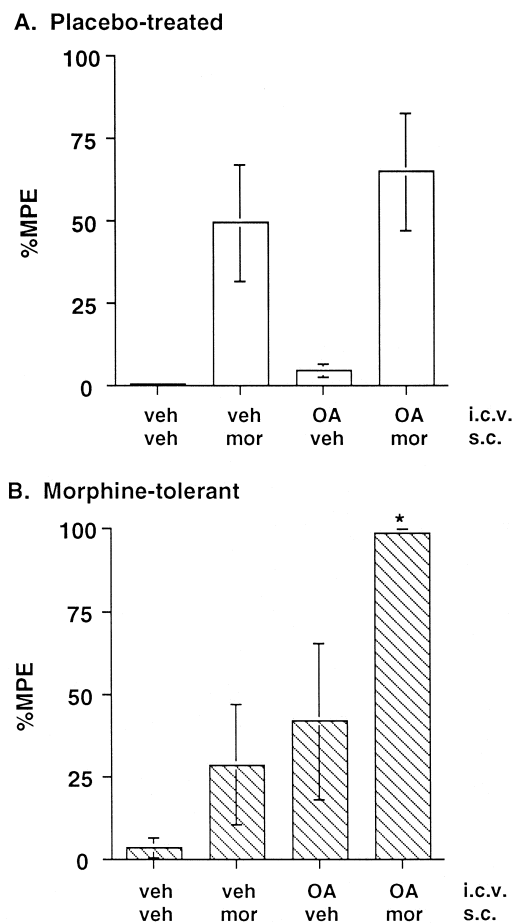 A. Placebo-treated
100
75
50
25
0
%MPE
veh veh OA OA i.c.v.
veh mor veh mor s.c.
B. Morphine-tolerant
*
100
75
50
25
0
%MPE
veh veh OA OA i.c.v.
veh mor veh mor s.c.